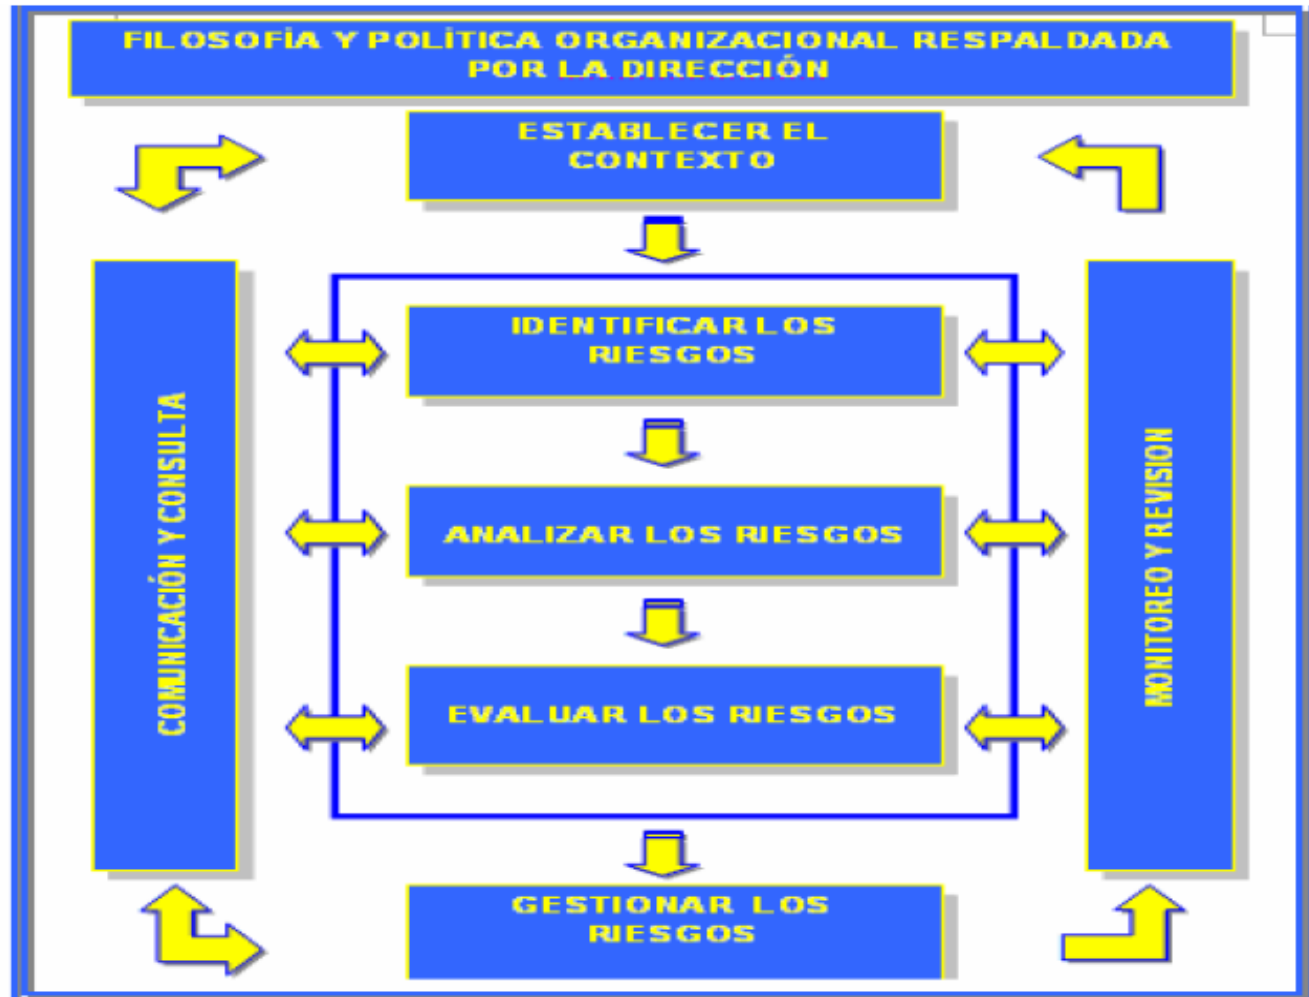 FILOSOFÍA Y POLÍTICA ORGANIZACIONAL RESPALDADA
POR LA DIRECCIÓN
ESTABLECER EL
CONTEXTO
IDENTIFICAR LOS
RIESGOS
COMUNICACIÓN Y CONSULTA
ANALIZAR LOS RIESGOS
MONITOREO Y REVISION
EVALUAR LOS RIESGOS
GESTIONAR LOS
RIESGOS